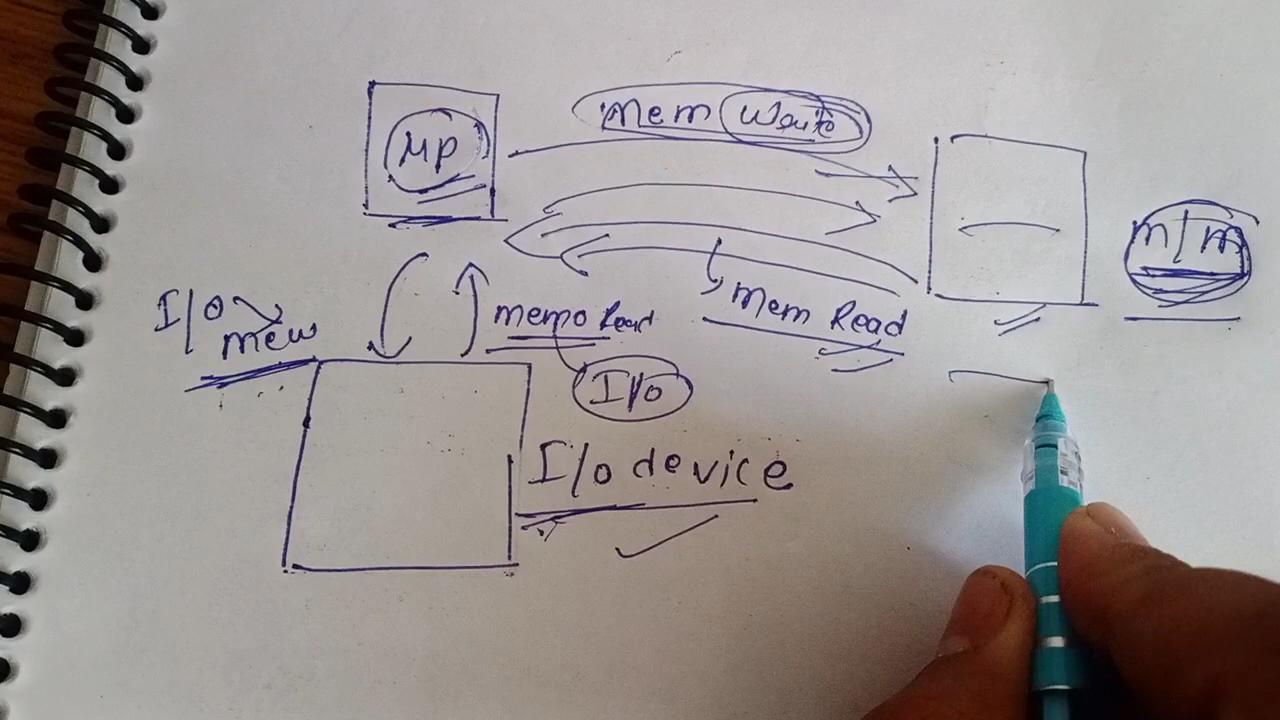 Mem Write
μP
m/m
I/O
mem
memo Read
Mem Read
I/o
I/o device